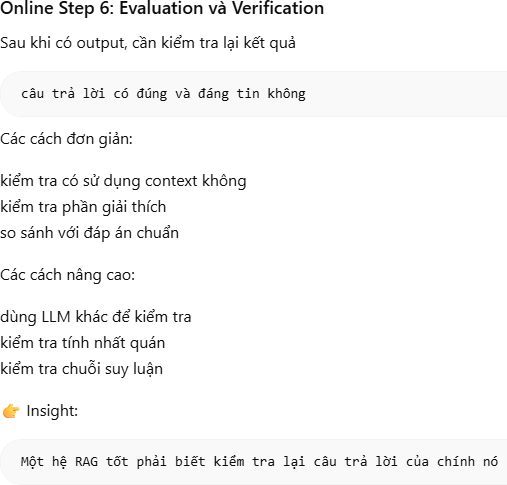 Online Step 6: Evaluation và Verification
Sau khi có output, cần kiểm tra lại kết quả
câu trả lời có đúng và đáng tin không
Các cách đơn giản:
kiểm tra có sử dụng context không
kiểm tra phần giải thích
so sánh với đáp án chuẩn
Các cách nâng cao:
dùng LLM khác để kiểm tra
kiểm tra tính nhất quán
kiểm tra chuỗi suy luận
👉 Insight:
Một hệ RAG tốt phải biết kiểm tra lại câu trả lời của chính nó